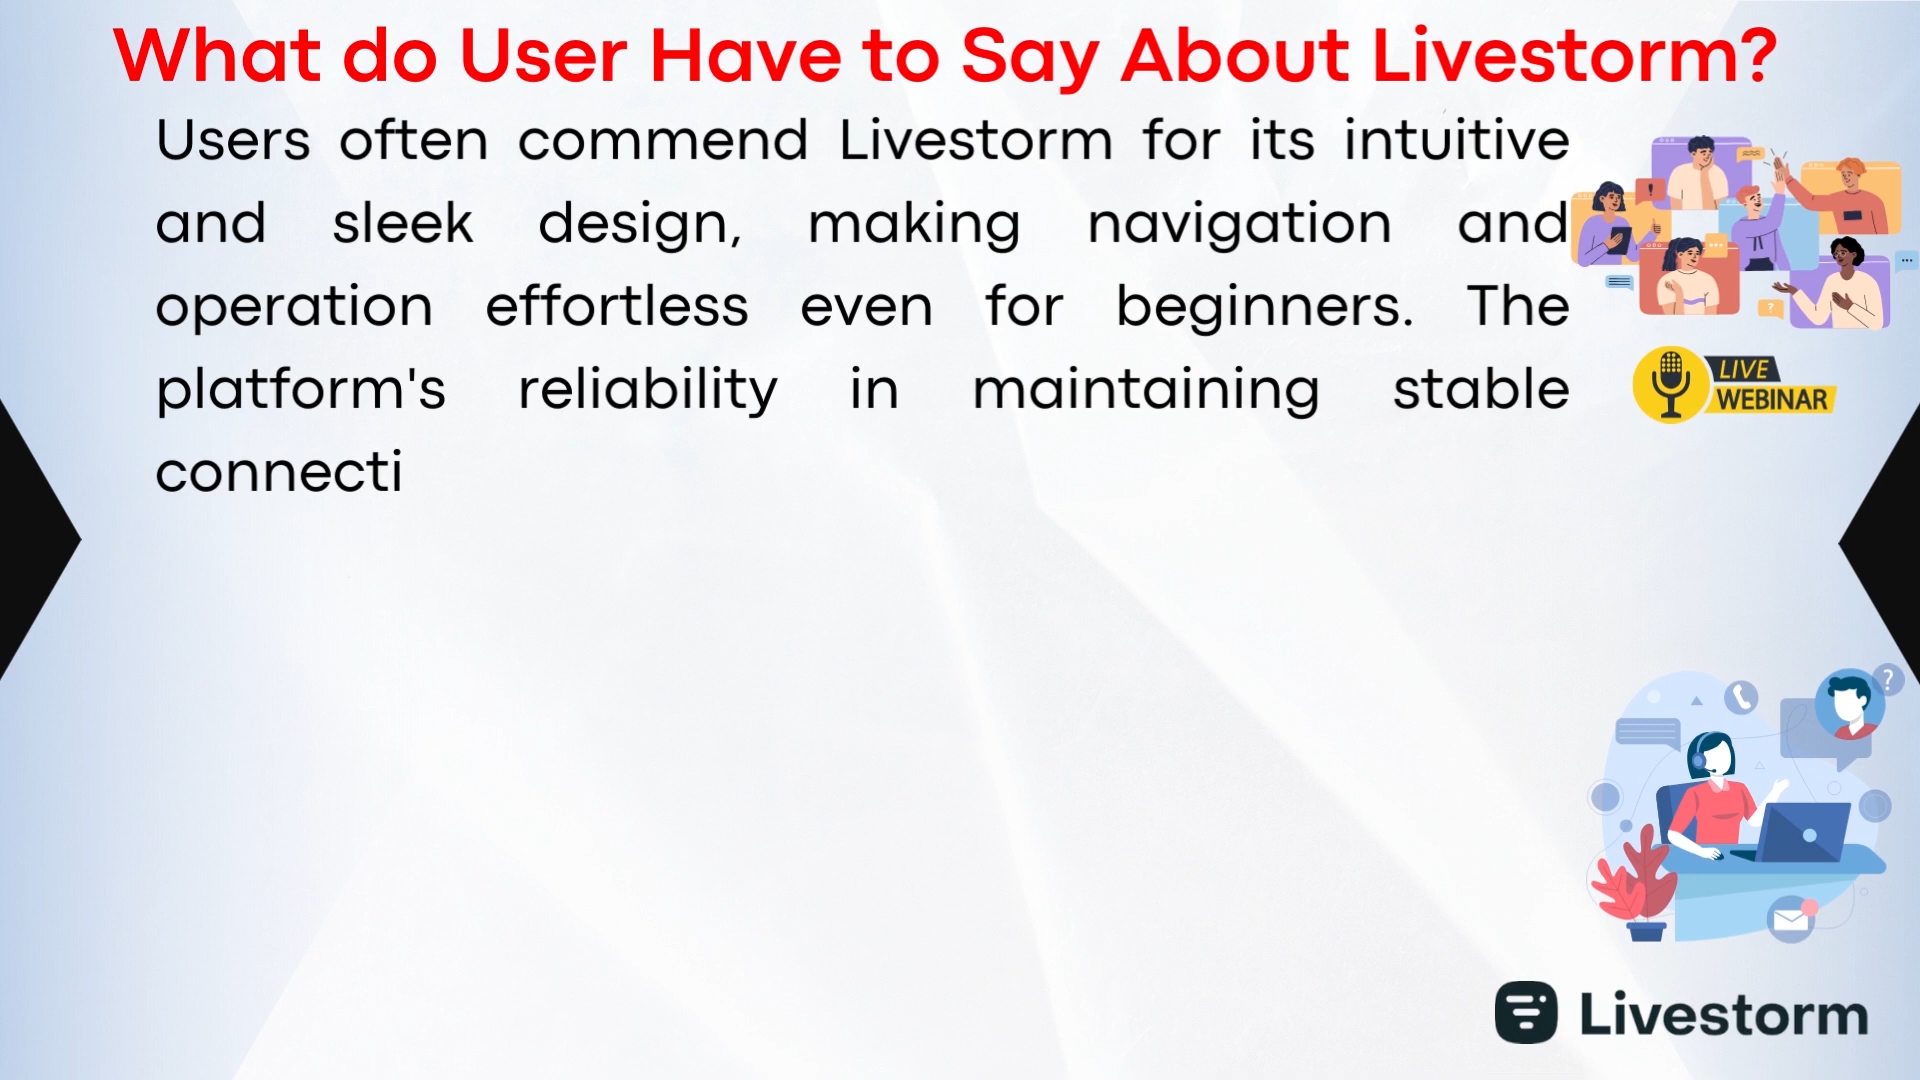 What do User Have to Say About Livestorm?
Users often commend Livestorm for its intuitive
and sleek design, making navigation and
operation effortless even for beginners. The
platform's reliability in maintaining stable
connecti
LIVE
WEBINAR
?
?
Livestorm